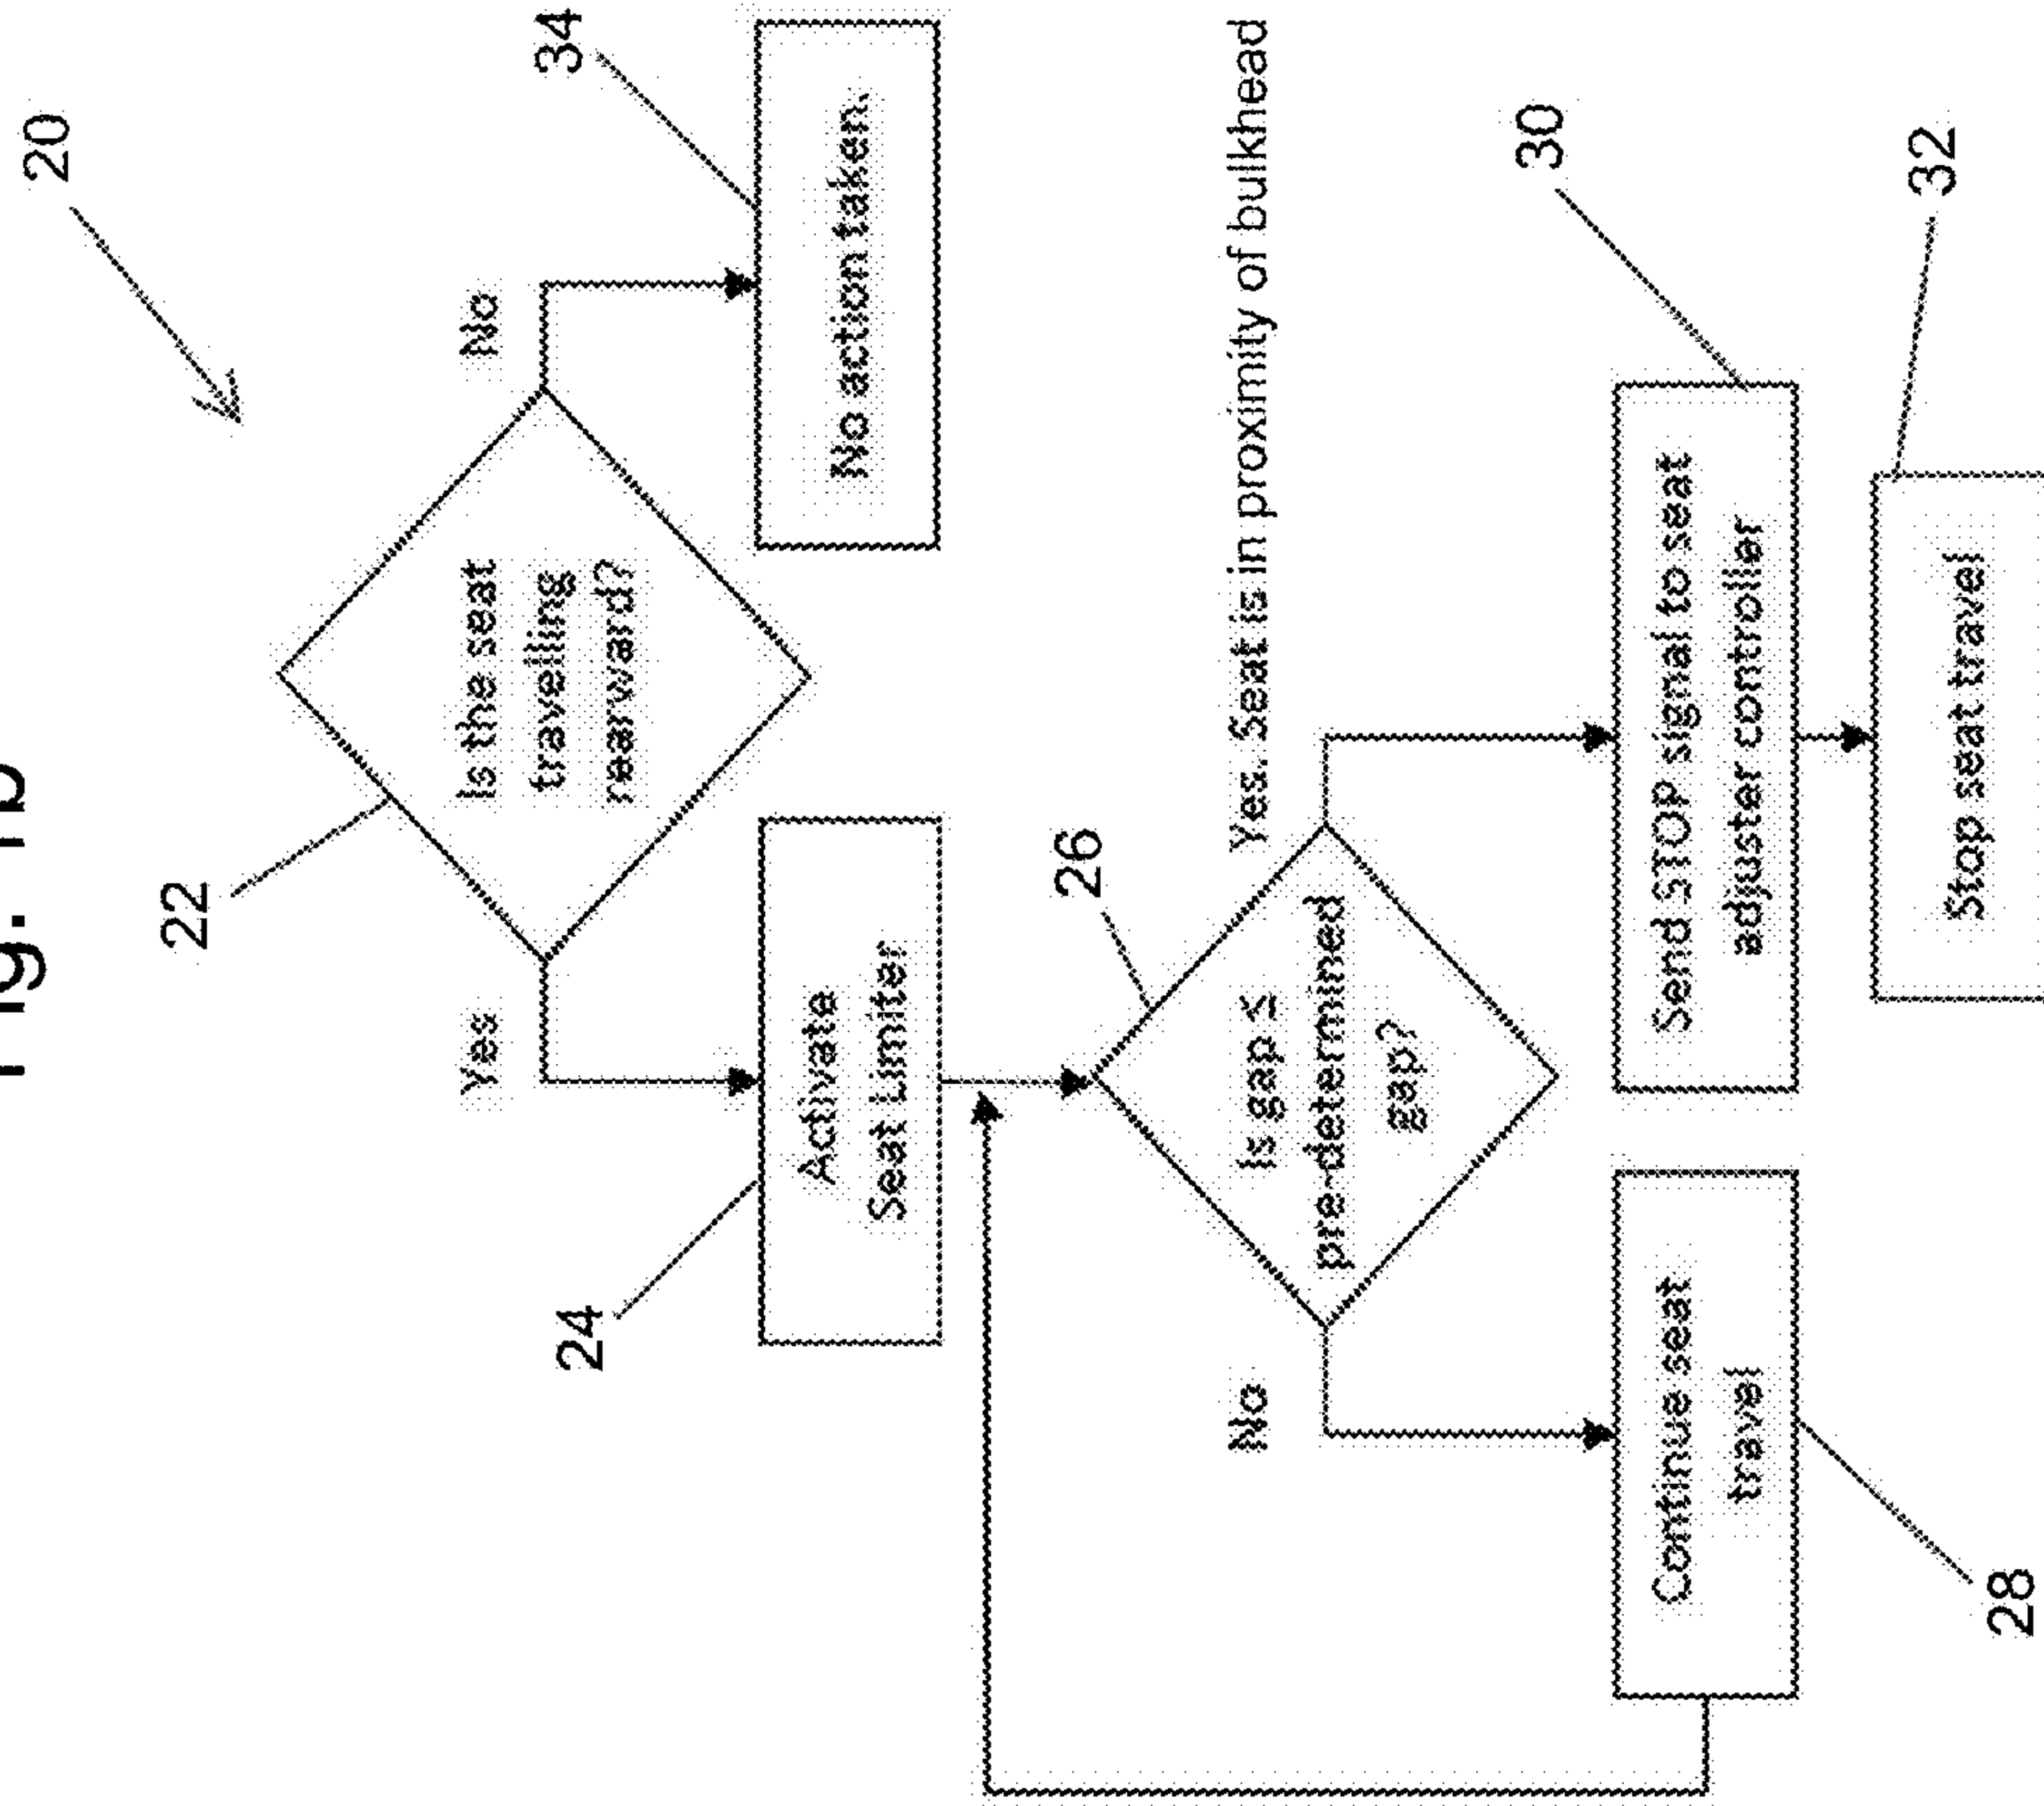 20
22
Is the seat
travelling
rearward?
Yes
No
24
Activate
Seat Limiter
34
No action taken.
26
Is gap ≤
pre-determined
gap?
No
Yes. Seat is in proximity of bulkhead
Continue seat
travel
28
Send STOP signal to seat
adjuster controller
30
Stop seat travel
32